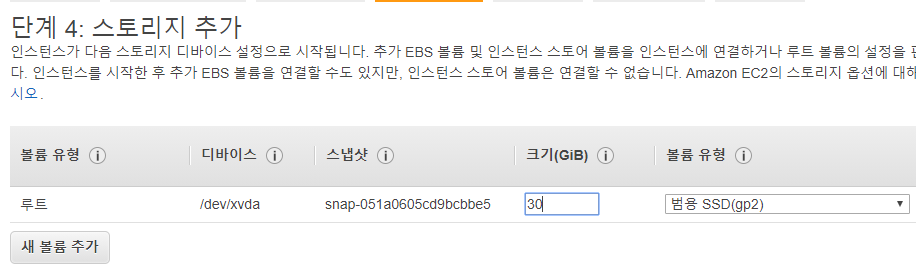 단계 4: 스토리지 추가
인스턴스가 다음 스토리지 디바이스 설정으로 시작됩니다. 추가 EBS 볼륨 및 인스턴스 스토어 볼륨을 인스턴스에 연결하거나 루트 볼륨의 설정을
다. 인스턴스를 시작한 후 추가 EBS 볼륨을 연결할 수도 있지만, 인스턴스 스토어 볼륨은 연결할 수 없습니다. Amazon EC2의 스토리지 옵션에 대해
시오.
볼륨 유형 디바이스 스냅샷 크기(GiB) 볼륨 유형
루트 /dev/xvda snap-051a0605cd9bcbbe5 30 범용 SSD(gp2)
새 볼륨 추가